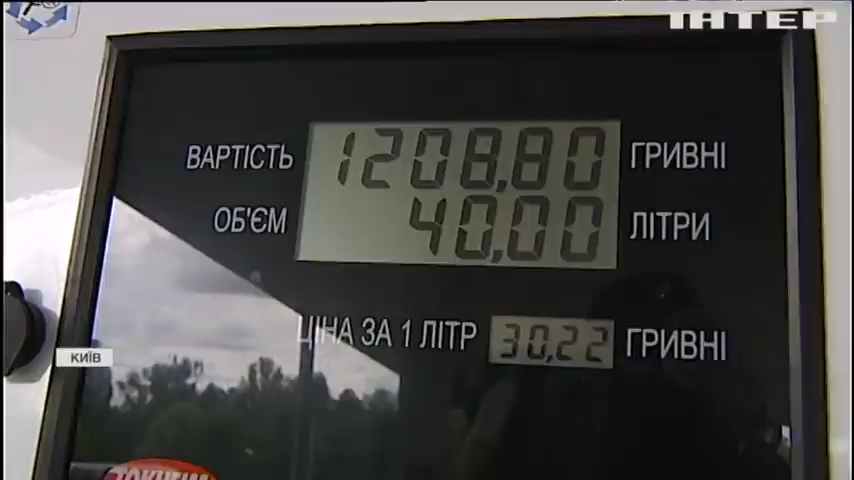 ІНТЕР
ВАРТІСТЬ 1208,80 ГРИВНІ
ОБ'ЄМ 40,00 ЛІТРИ
ЦІНА ЗА 1 ЛІТР 30,22 ГРИВНІ
КИЇВ